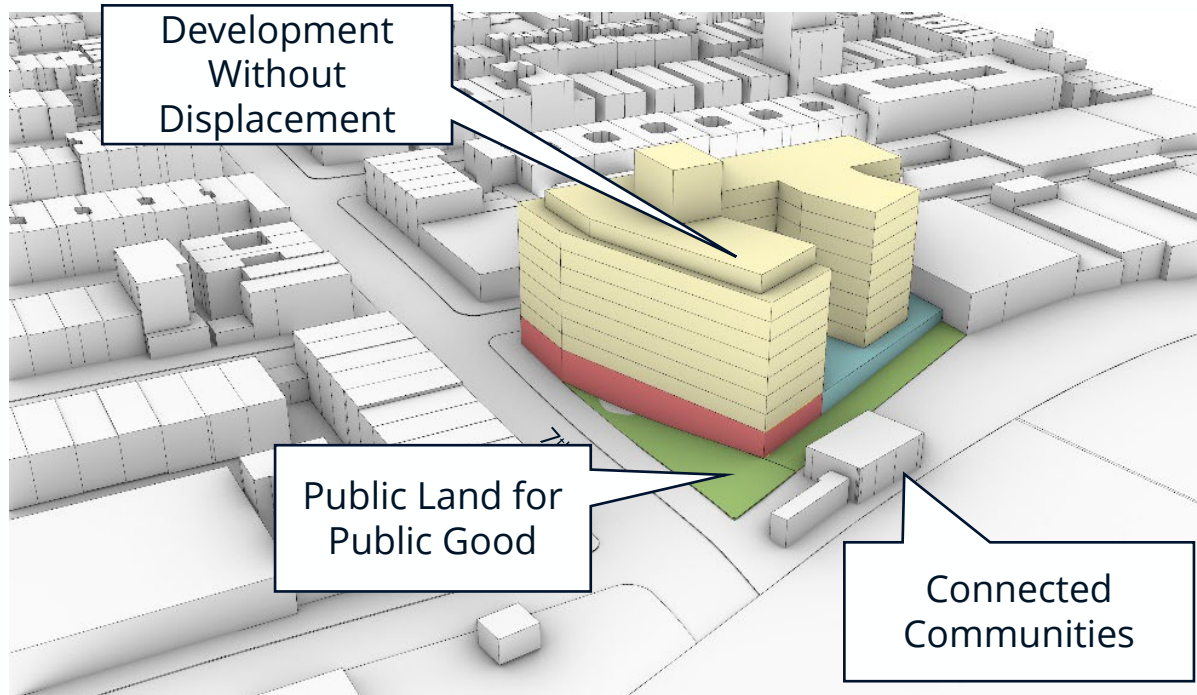 Development
Without
Displacement
Public Land for
Public Good
Connected
Communities